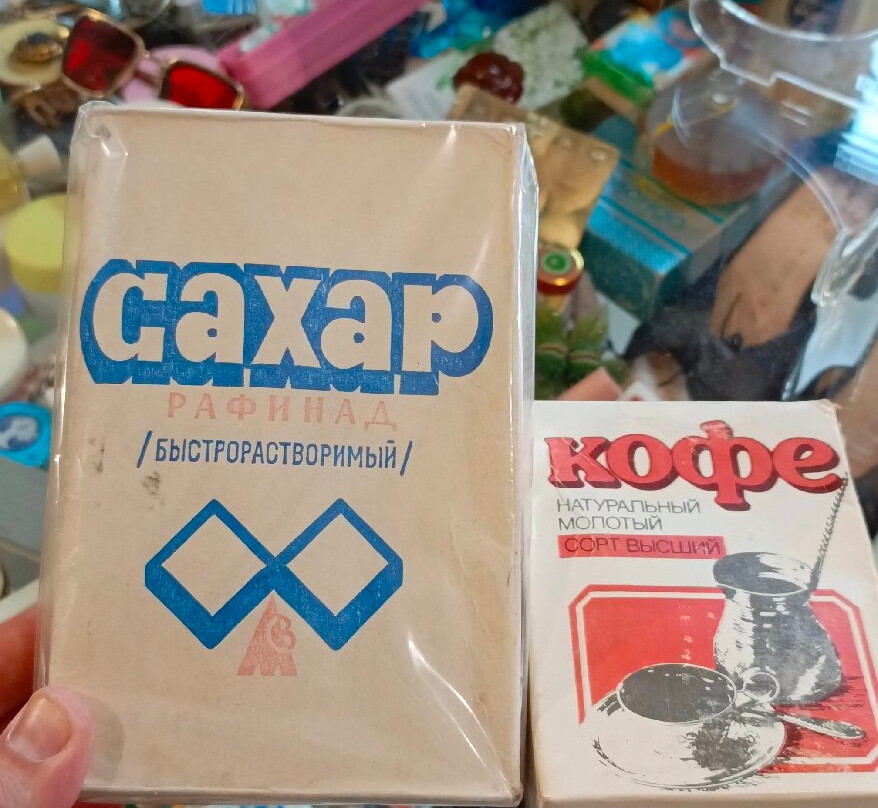 сахар
РАФИНАД
/БЫСТРОРАСТВОРИМЫЙ/
кофе
НАТУРАЛЬНЫЙ
МОЛОТЫЙ
СОРТ ВЫСШИЙ